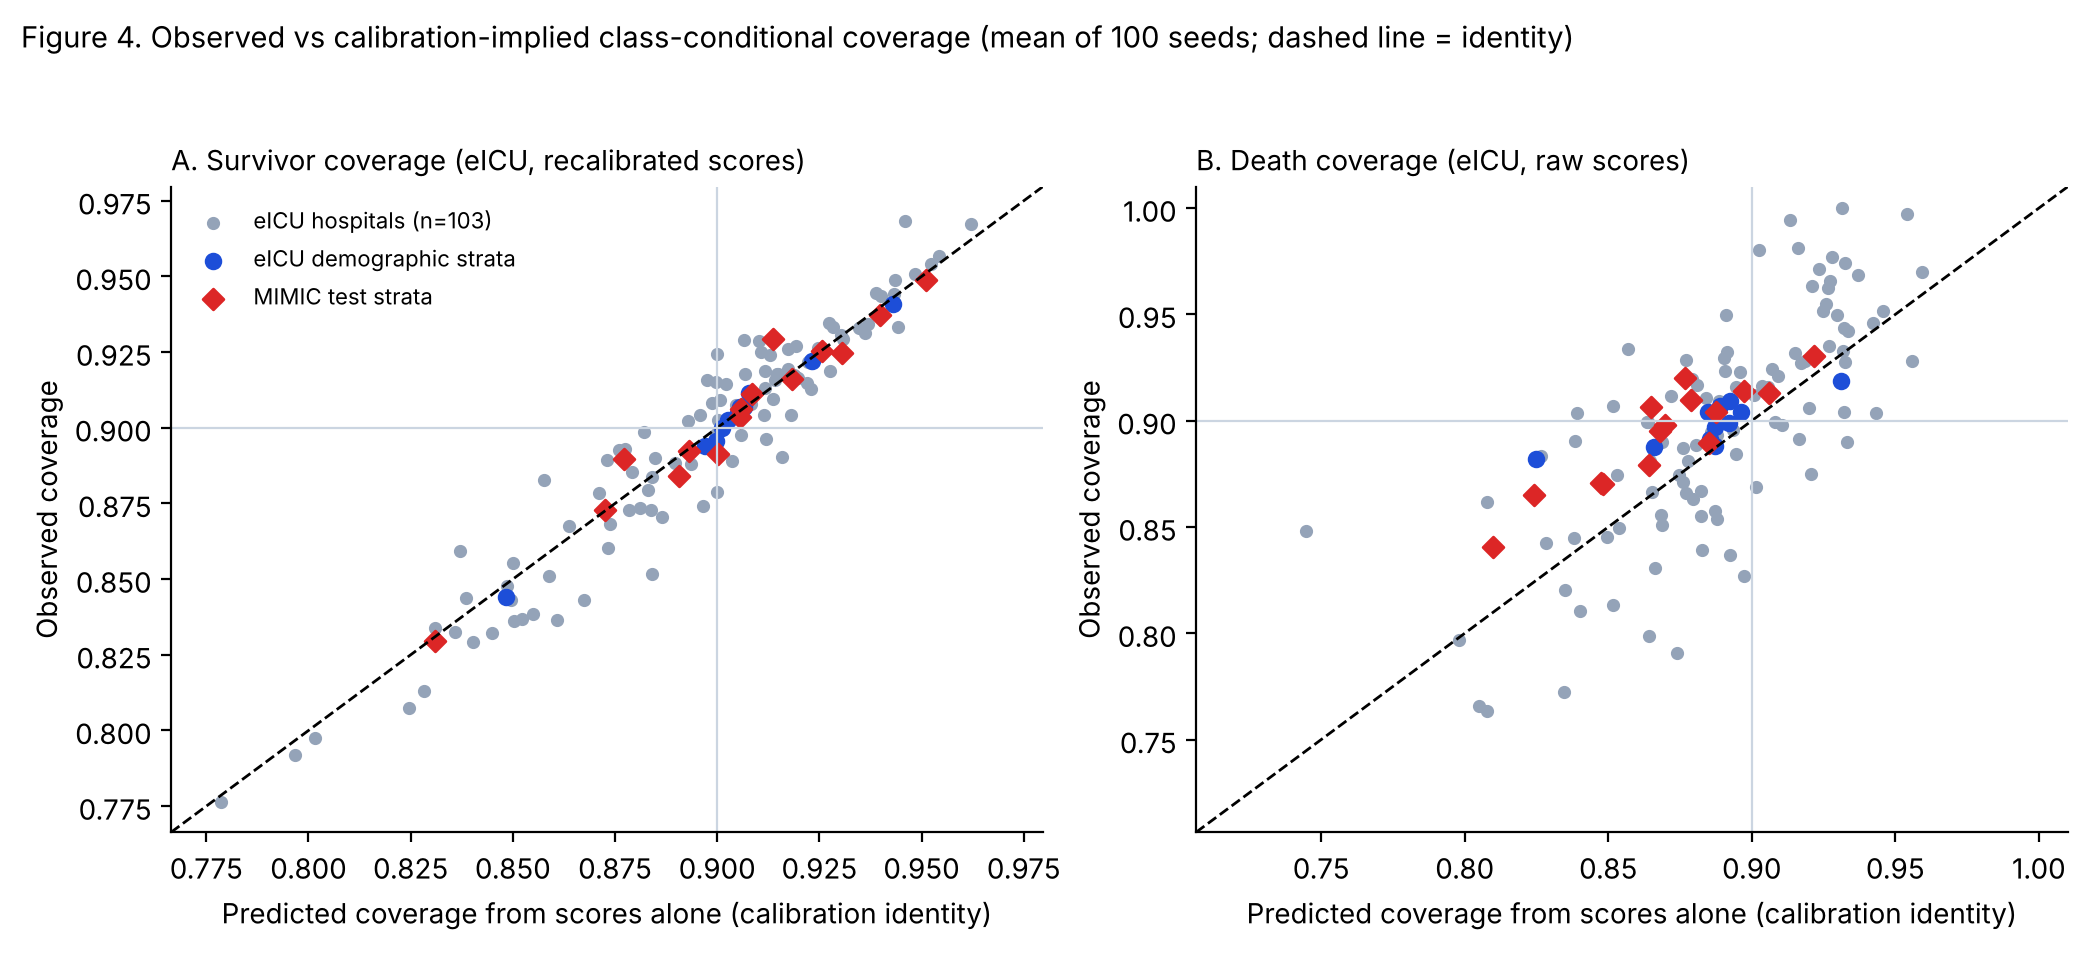 Figure 4. Observed vs calibration-implied class-conditional coverage (mean of 100 seeds; dashed line = identity)
A. Survivor coverage (eICU, recalibrated scores)
eICU hospitals (n=103)
eICU demographic strata
MIMIC test strata
0.975
0.950
0.925
0.900
0.875
0.850
0.825
0.800
0.775
Observed coverage
0.775 0.800 0.825 0.850 0.875 0.900 0.925 0.950 0.975
Predicted coverage from scores alone (calibration identity)
B. Death coverage (eICU, raw scores)
1.00
0.95
0.90
0.85
0.80
0.75
Observed coverage
0.75 0.80 0.85 0.90 0.95 1.00
Predicted coverage from scores alone (calibration identity)